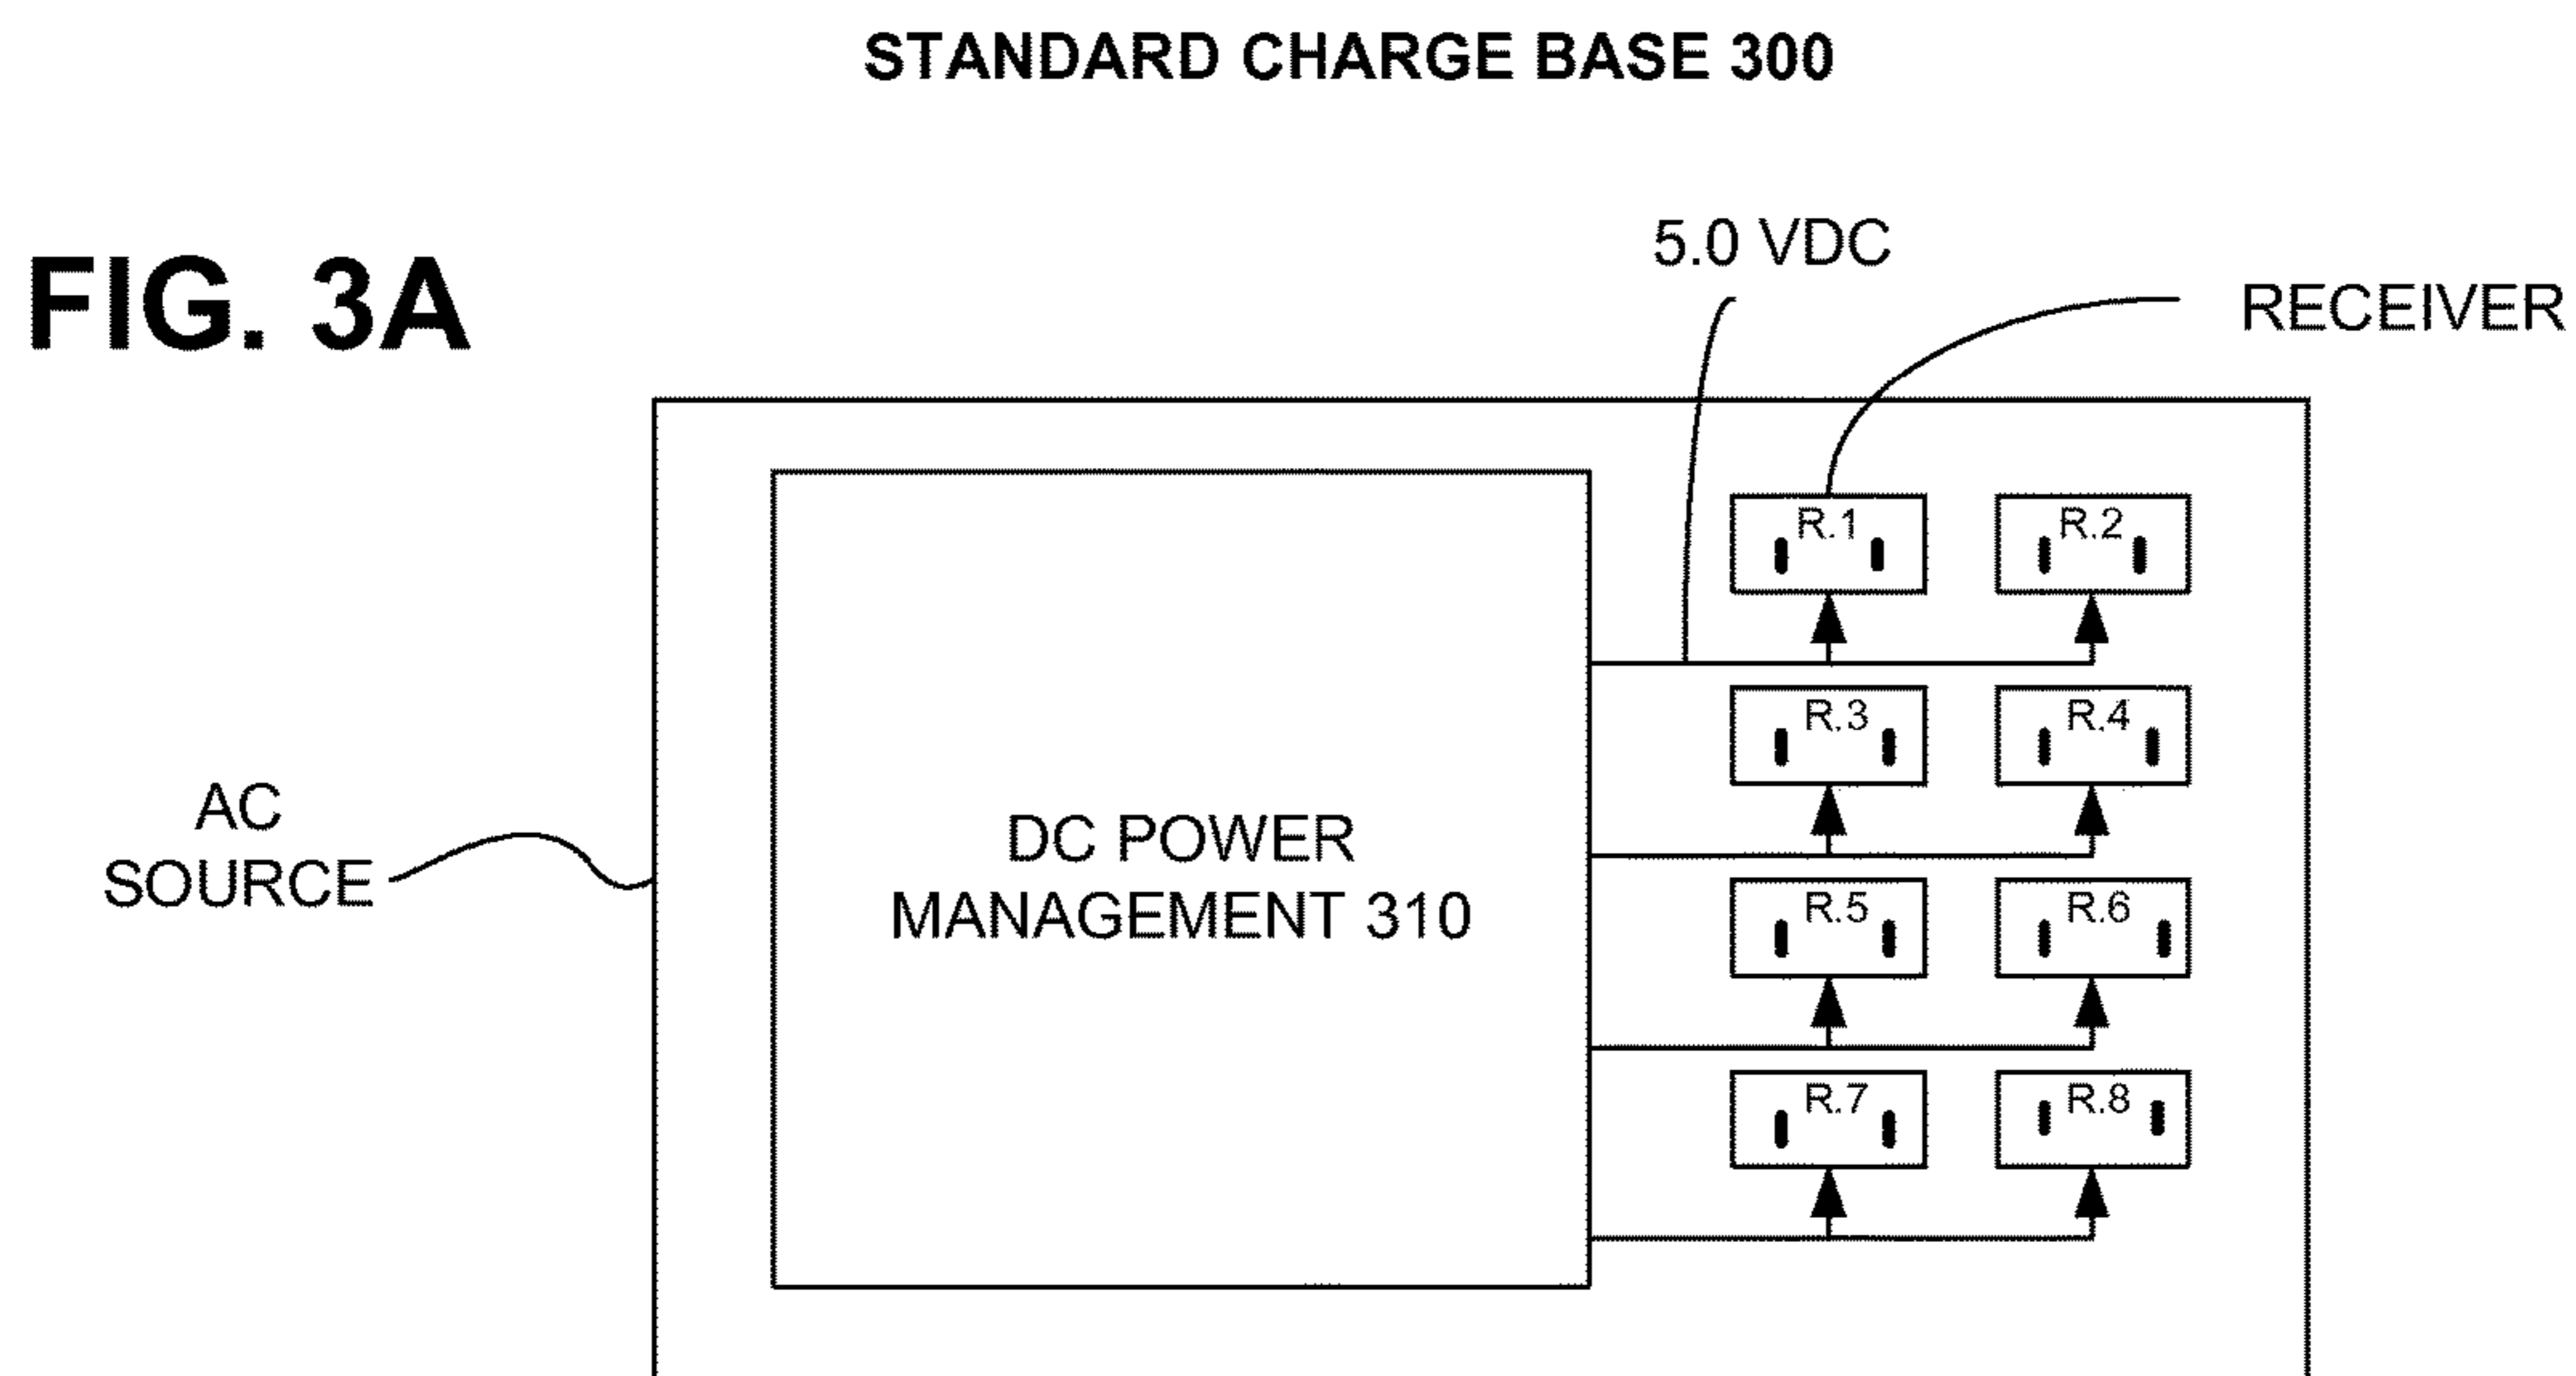 STANDARD CHARGE BASE 300
5.0 VDC
FIG. 3A
RECEIVER
R.1
R.2
R.3
R.4
AC
SOURCE
DC POWER
MANAGEMENT 310
R.5
R.6
R.7
R.8